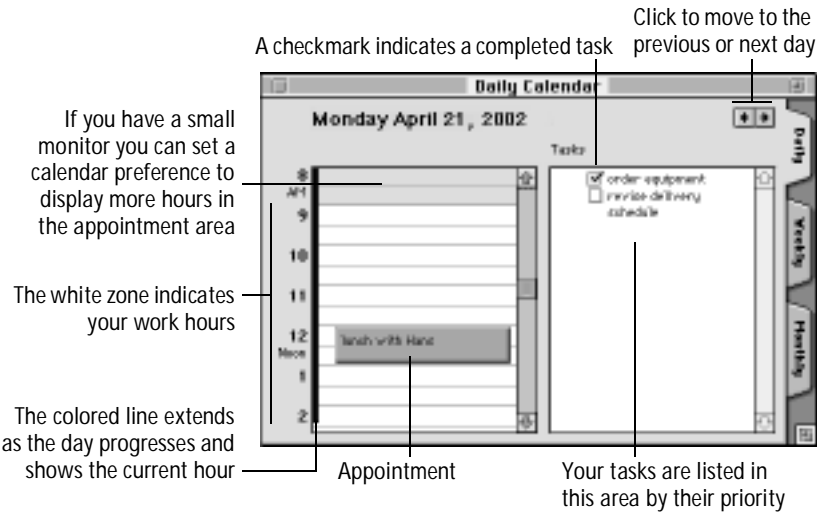 Click to move to the
previous or next day
A checkmark indicates a completed task
Daily Calendar
If you have a small
monitor you can set a
calendar preference to
display more hours in
the appointment area
Monday April 21, 2002
Tasks
Daily
Weekly
Monthly
8
AM
9
10
11
12
Noon
1
2
order equipment
revise delivery
schedule
lunch with Hans
The white zone indicates
your work hours
The colored line extends
as the day progresses and
shows the current hour
Appointment
Your tasks are listed in
this area by their priority